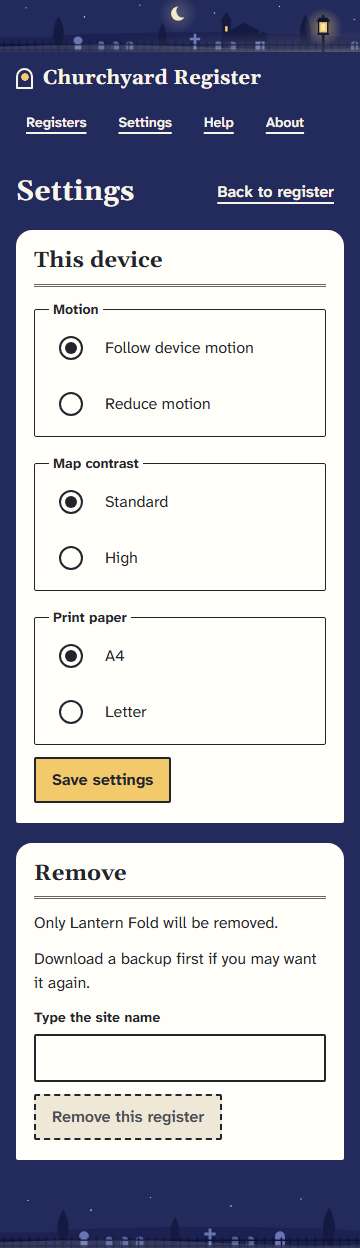 Churchyard Register
Registers Settings Help About
Settings Back to register
This device
Motion
Follow device motion
Reduce motion
Map contrast
Standard
High
Print paper
A4
Letter
Save settings
Remove
Only Lantern Fold will be removed.
Download a backup first if you may want
it again.
Type the site name
Remove this register